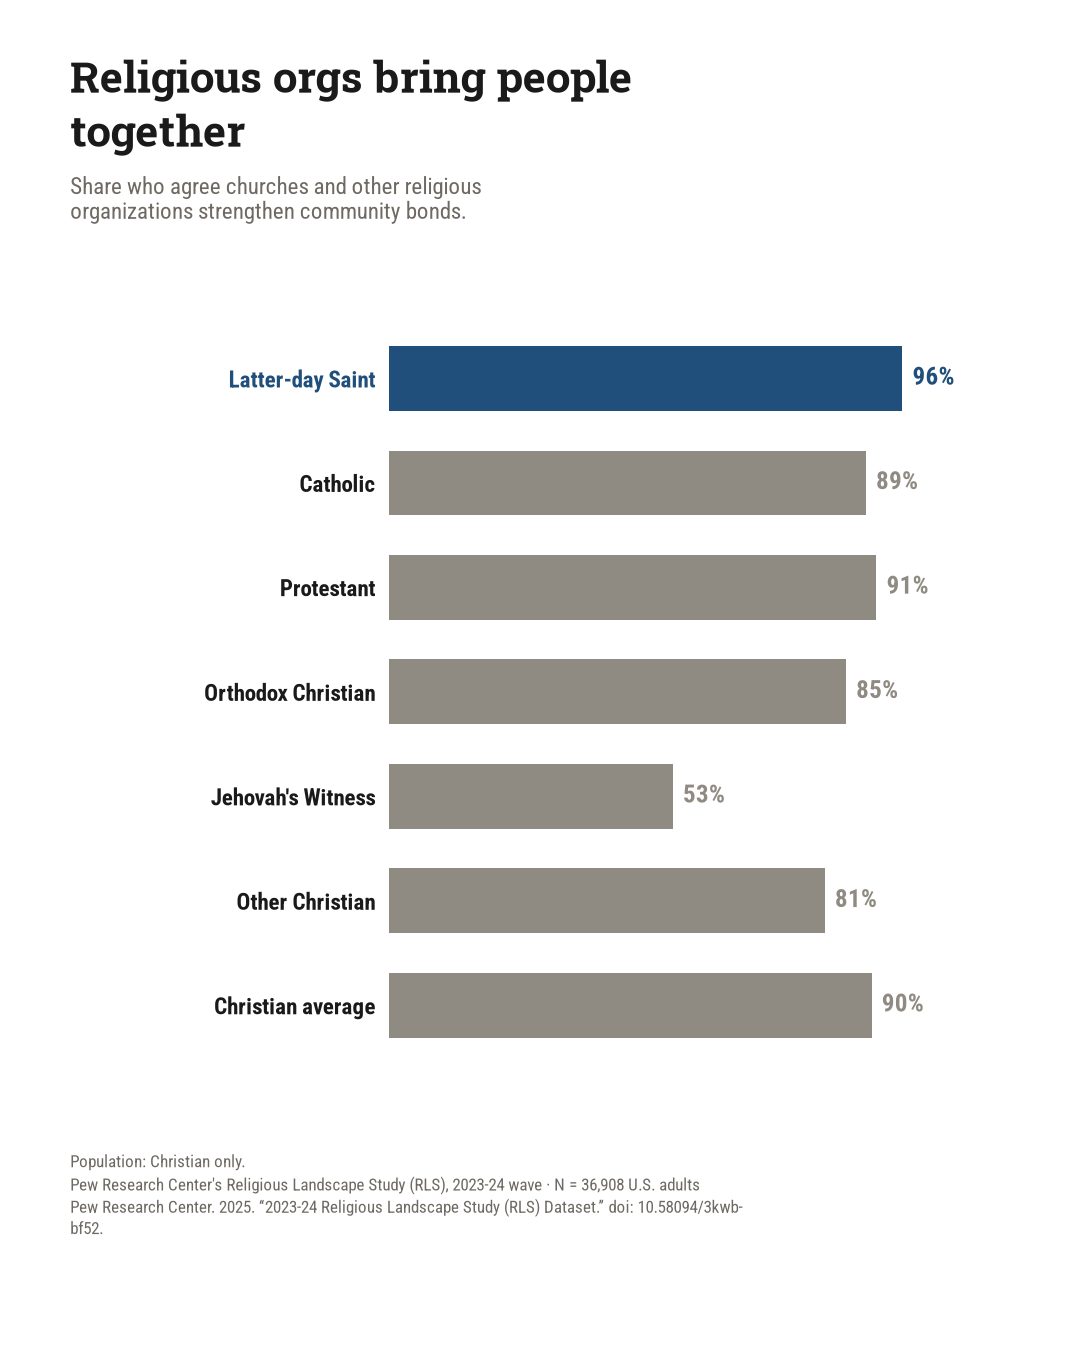 Religious orgs bring people
together
Share who agree churches and other religious
organizations strengthen community bonds.
Latter-day Saint 96%
Catholic 89%
Protestant 91%
Orthodox Christian 85%
Jehovah's Witness 53%
Other Christian 81%
Christian average 90%
Population: Christian only.
Pew Research Center's Religious Landscape Study (RLS), 2023-24 wave · N = 36,908 U.S. adults
Pew Research Center. 2025. “2023-24 Religious Landscape Study (RLS) Dataset.” doi: 10.58094/3kwb-
bf52.